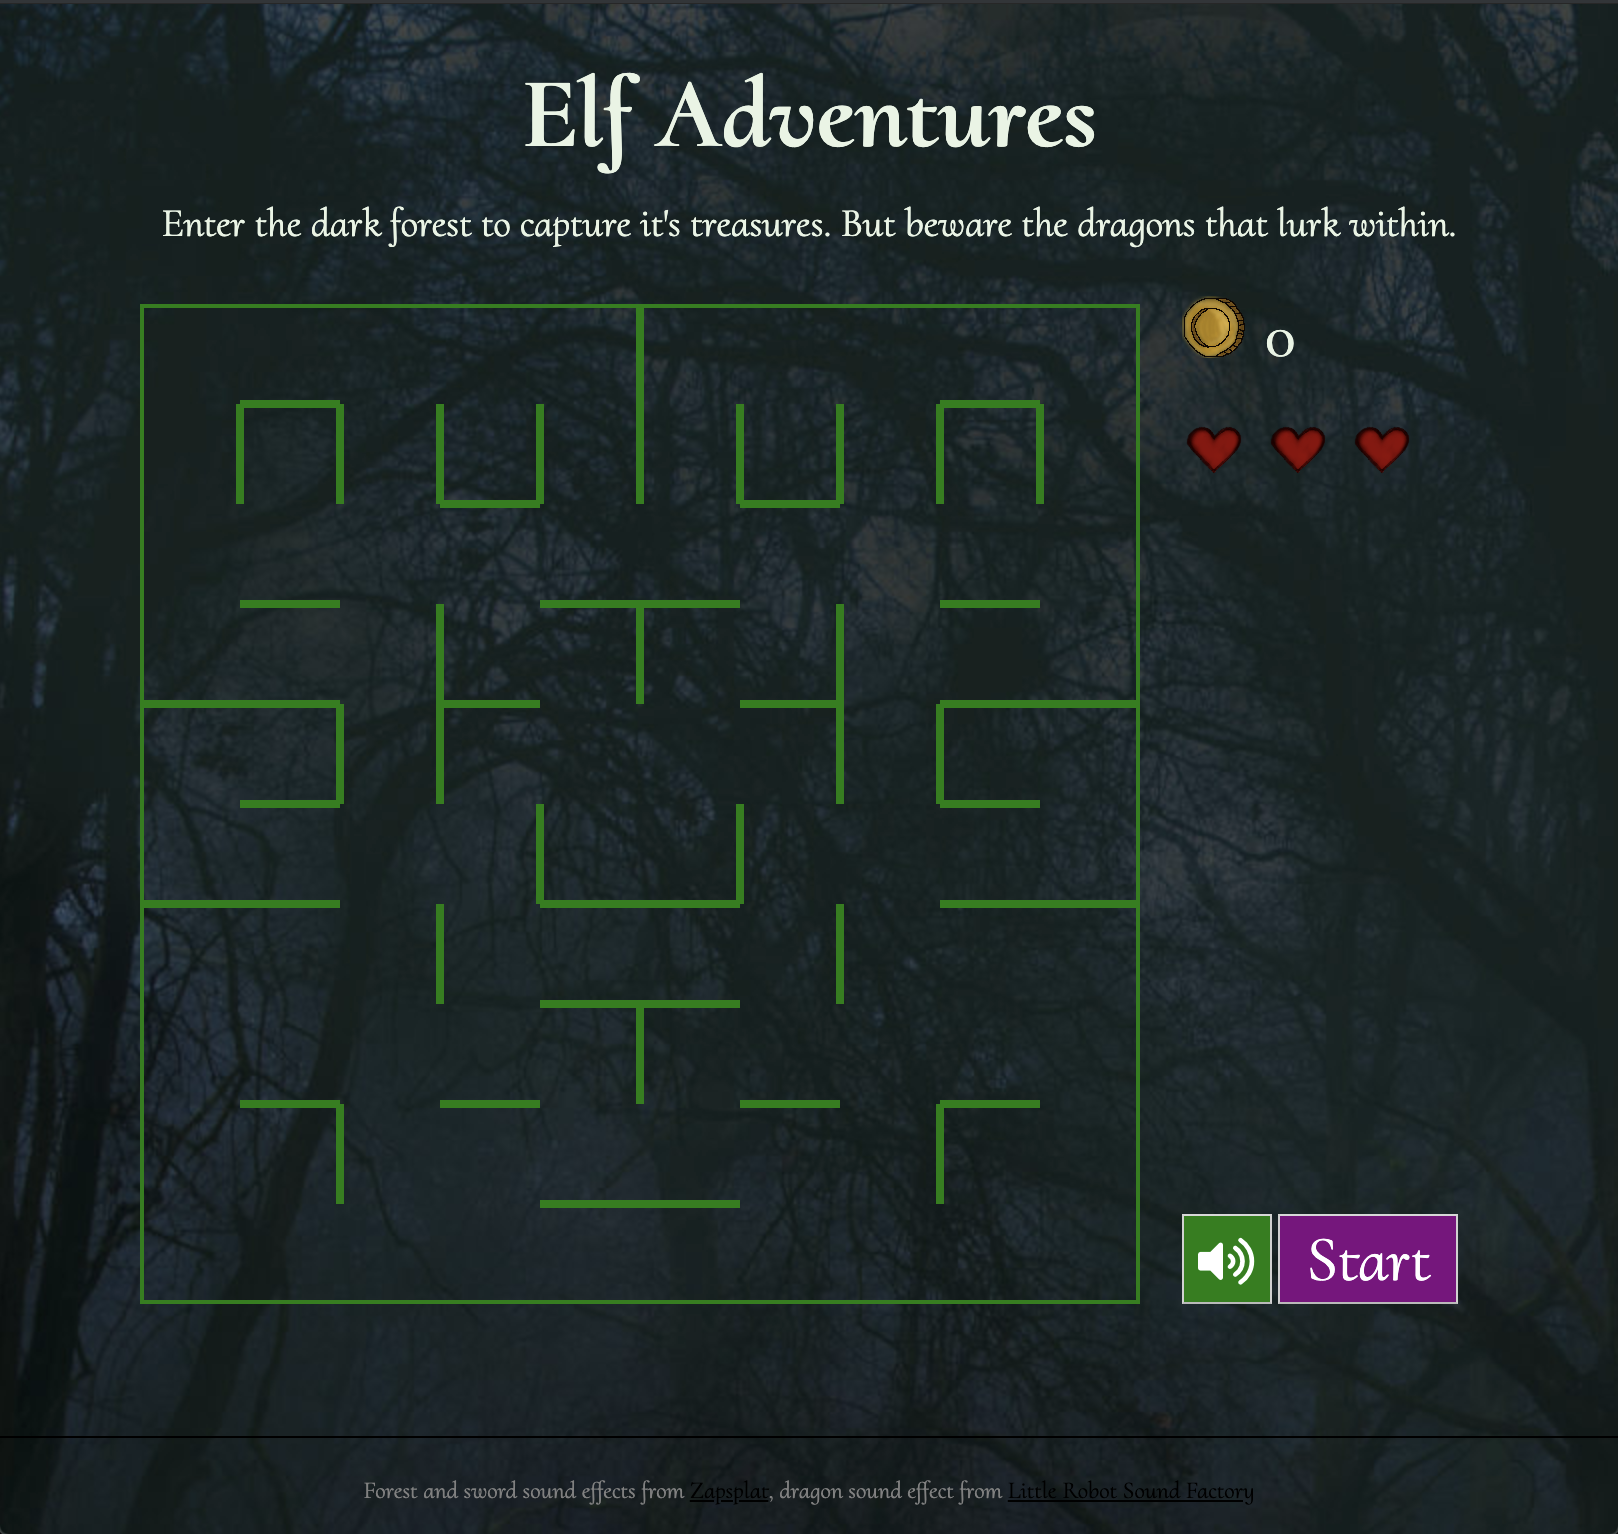 Elf Adventures
Enter the dark forest to capture it's treasures. But beware the dragons that lurk within.
0
Start
Forest and sword sound effects from Zapsplat, dragon sound effect from Little Robot Sound Factory